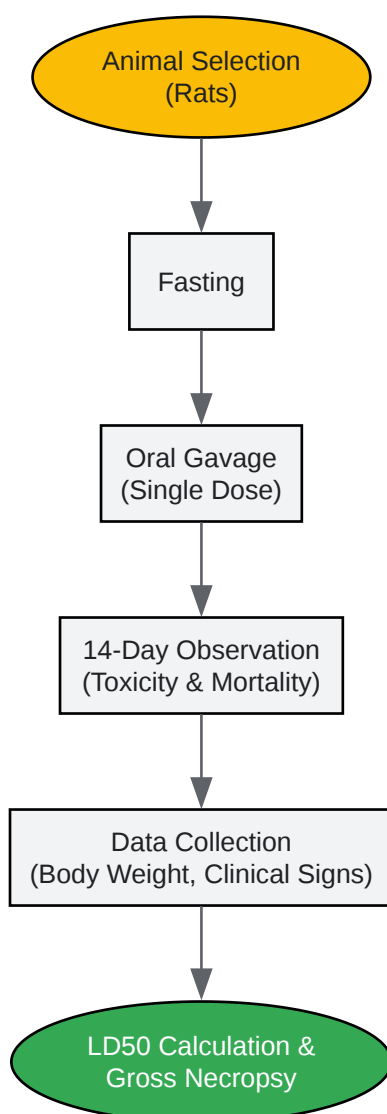 Animal Selection
(Rats)
Fasting
Oral Gavage
(Single Dose)
14-Day Observation
(Toxicity & Mortality)
Data Collection
(Body Weight, Clinical Signs)
LD50 Calculation &
Gross Necropsy